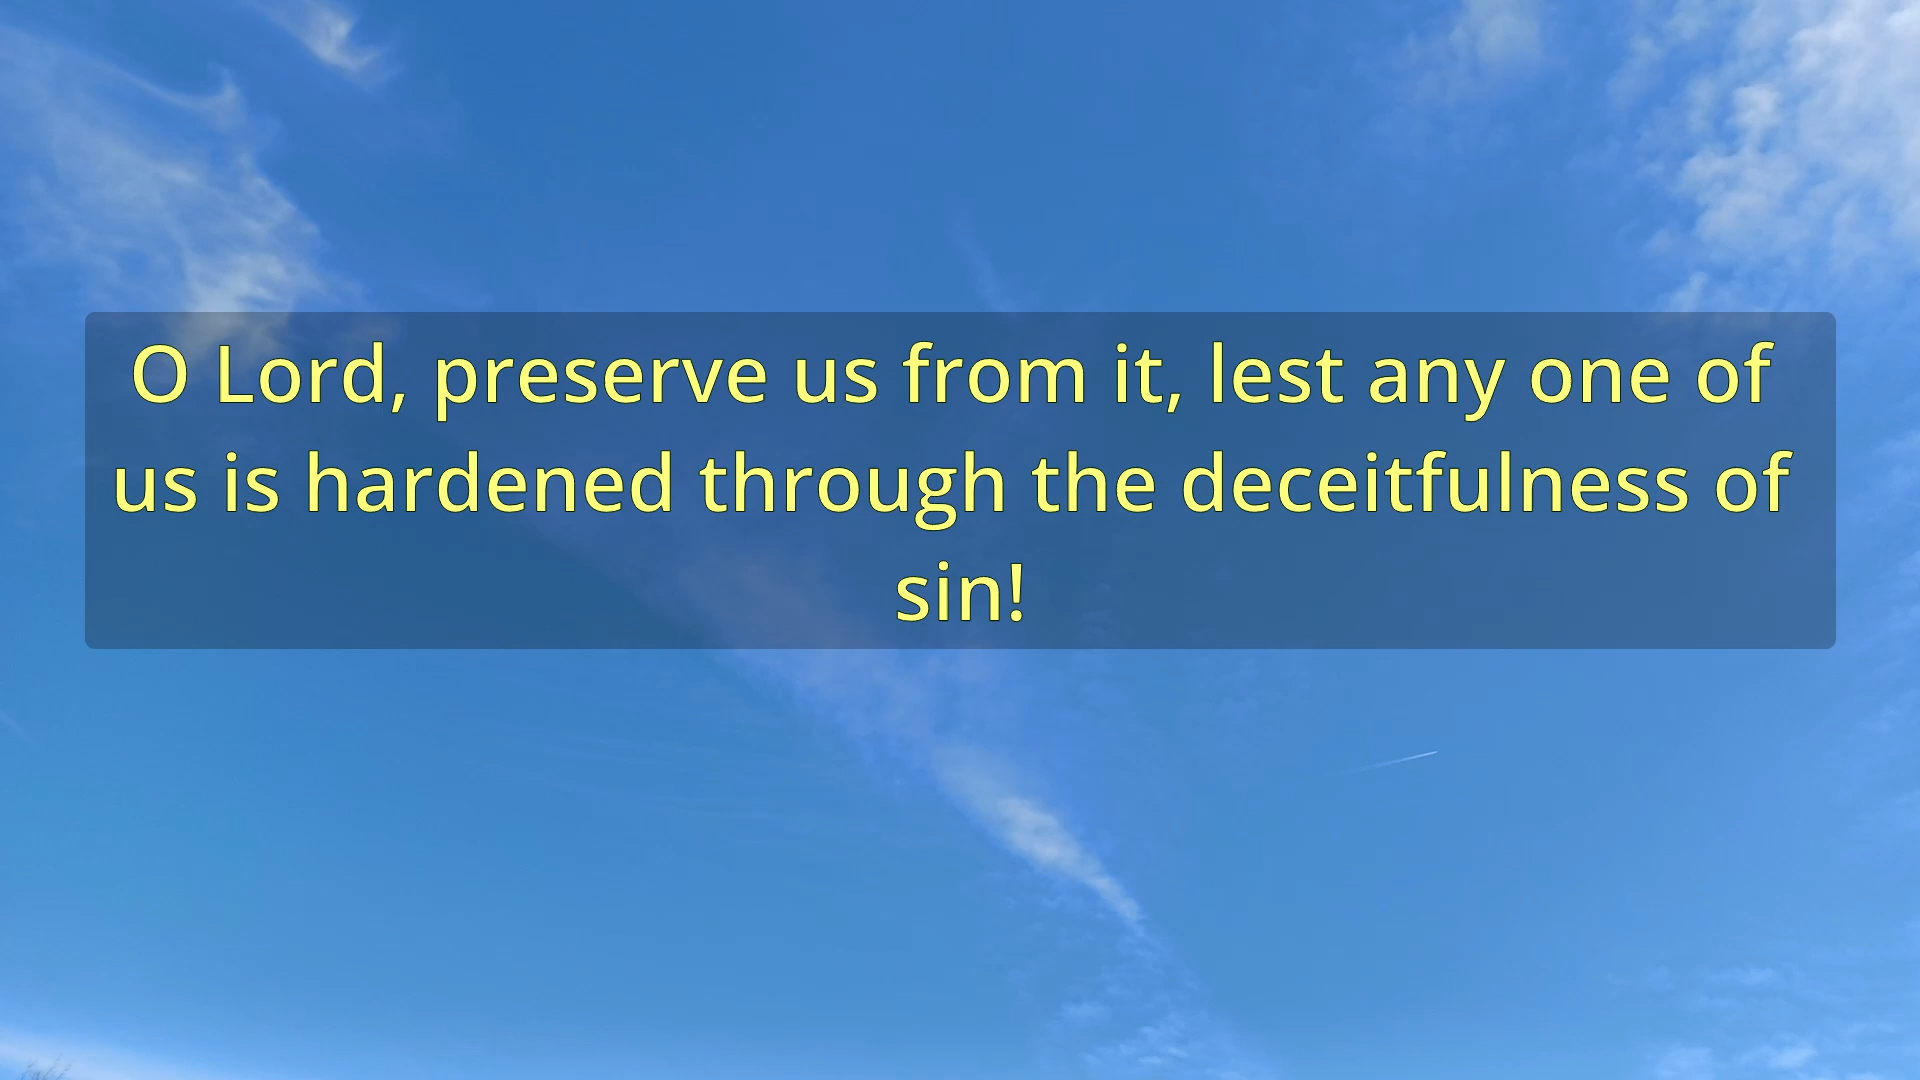 O Lord, preserve us from it, lest any one of
us is hardened through the deceitfulness of
sin!